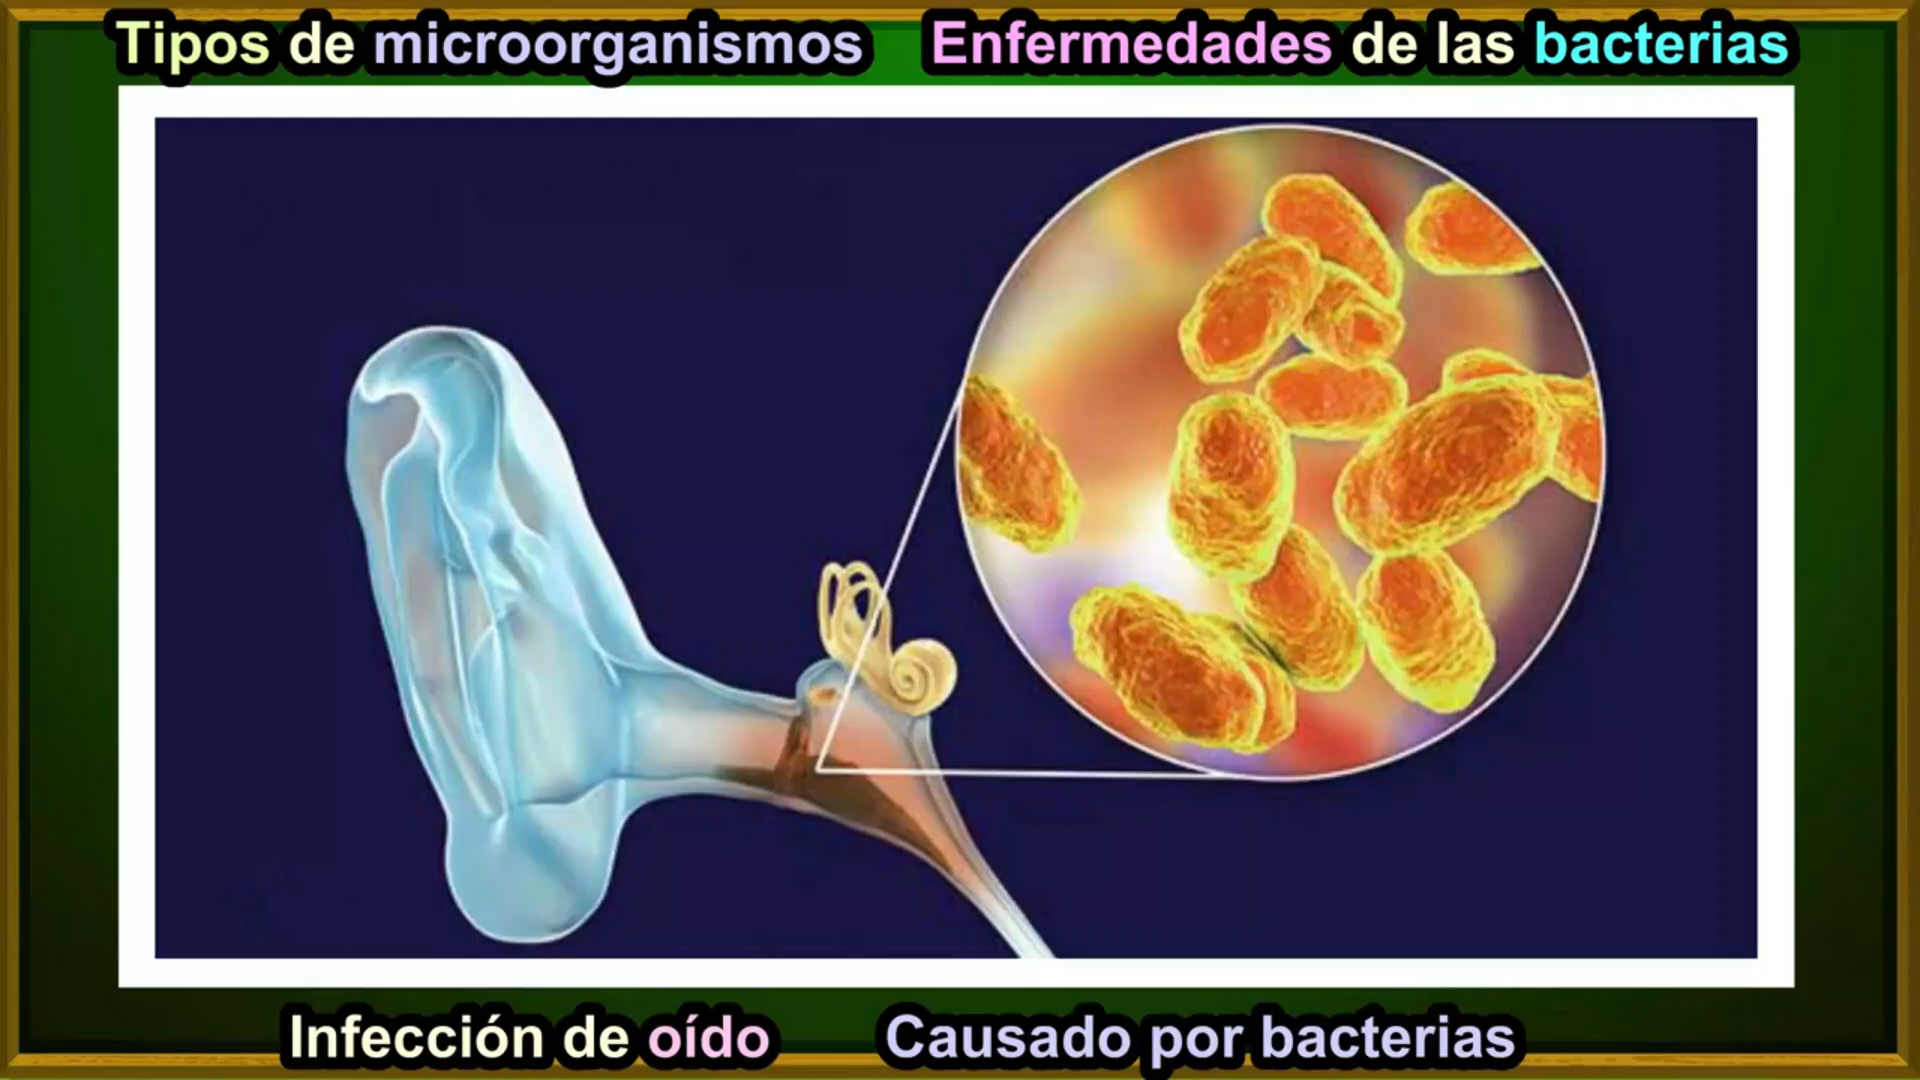 Tipos de microorganismos Enfermedades de las bacterias
Infección de oído Causado por bacterias